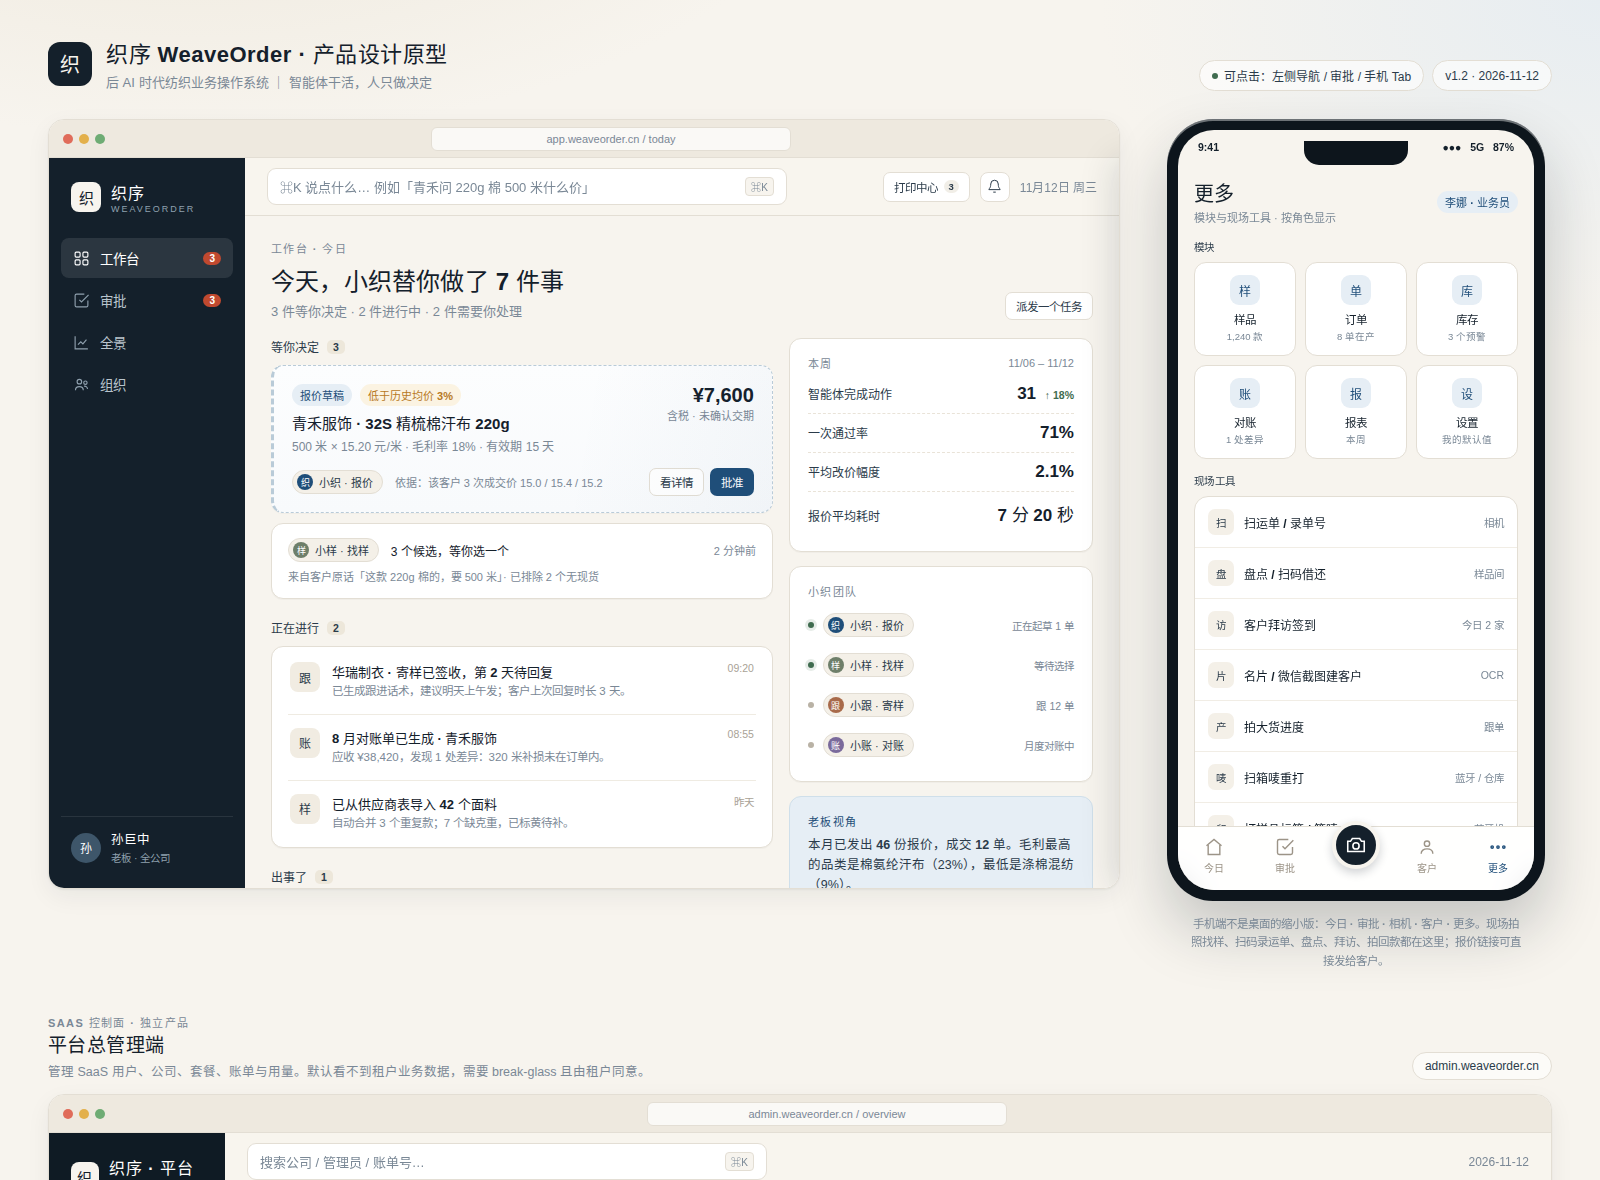 织
织序 WeaveOrder · 产品设计原型
后 AI 时代纺织业务操作系统 ｜ 智能体干活，人只做决定
可点击：左侧导航 / 审批 / 手机 Tab
v1.2 · 2026-11-12
app.weaveorder.cn / today
织
织序
WEAVEORDER
工作台
3
审批
3
全景
组织
孙
孙巨中
老板 · 全公司
⌘K 说点什么… 例如「青禾问 220g 棉 500 米什么价」
⌘K
打印中心 3
11月12日 周三
工作台 · 今日
今天，小织替你做了 7 件事
3 件等你决定 · 2 件进行中 · 2 件需要你处理
派发一个任务
等你决定 3
报价草稿
低于历史均价 3%
¥7,600
含税 · 未确认交期
青禾服饰 · 32S 精梳棉汗布 220g
500 米 × 15.20 元/米 · 毛利率 18% · 有效期 15 天
织 小织 · 报价
依据：该客户 3 次成交价 15.0 / 15.4 / 15.2
看详情
批准
样 小样 · 找样
3 个候选，等你选一个
2 分钟前
来自客户原话「这款 220g 棉的，要 500 米」· 已排除 2 个无现货
正在进行 2
跟
华瑞制衣 · 寄样已签收，第 2 天待回复
09:20
已生成跟进话术，建议明天上午发；客户上次回复时长 3 天。
账
8 月对账单已生成 · 青禾服饰
08:55
应收 ¥38,420，发现 1 处差异：320 米补损未在订单内。
样
已从供应商表导入 42 个面料
昨天
自动合并 3 个重复款；7 个缺克重，已标黄待补。
出事了 1
本周
11/06 – 11/12
智能体完成动作
31 ↑ 18%
一次通过率
71%
平均改价幅度
2.1%
报价平均耗时
7 分 20 秒
小织团队
织 小织 · 报价
正在起草 1 单
样 小样 · 找样
等待选择
跟 小跟 · 寄样
跟 12 单
账 小账 · 对账
月度对账中
老板视角
本月已发出 46 份报价，成交 12 单。毛利最高
的品类是棉氨纶汗布（23%），最低是涤棉混纺
（9%）。
9:41
5G 87%
更多
模块与现场工具 · 按角色显示
李娜 · 业务员
模块
样
样品
1,240 款
单
订单
8 单在产
库
库存
3 个预警
账
对账
1 处差异
报
报表
本周
设
设置
我的默认值
现场工具
扫
扫运单 / 录单号
相机
盘
盘点 / 扫码借还
样品间
访
客户拜访签到
今日 2 家
片
名片 / 微信截图建客户
OCR
产
拍大货进度
跟单
唛
扫箱唛重打
蓝牙 / 仓库
今日
审批
客户
更多
手机端不是桌面的缩小版：今日 · 审批 · 相机 · 客户 · 更多。现场拍
照找样、扫码录运单、盘点、拜访、拍回款都在这里；报价链接可直
接发给客户。
SAAS 控制面 · 独立产品
平台总管理端
管理 SaaS 用户、公司、套餐、账单与用量。默认看不到租户业务数据，需要 break-glass 且由租户同意。
admin.weaveorder.cn
admin.weaveorder.cn / overview
织
织序 · 平台
搜索公司 / 管理员 / 账单号…
⌘K
2026-11-12